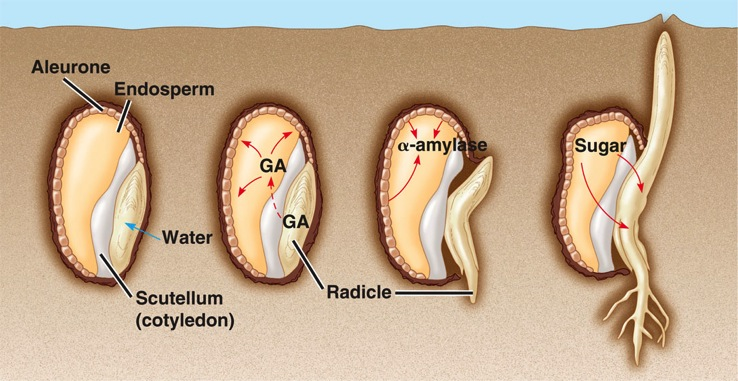 Aleurone
Endosperm
Water
Scutellum
(cotyledon)
GA
GA
Radicle
α-amylase
Sugar